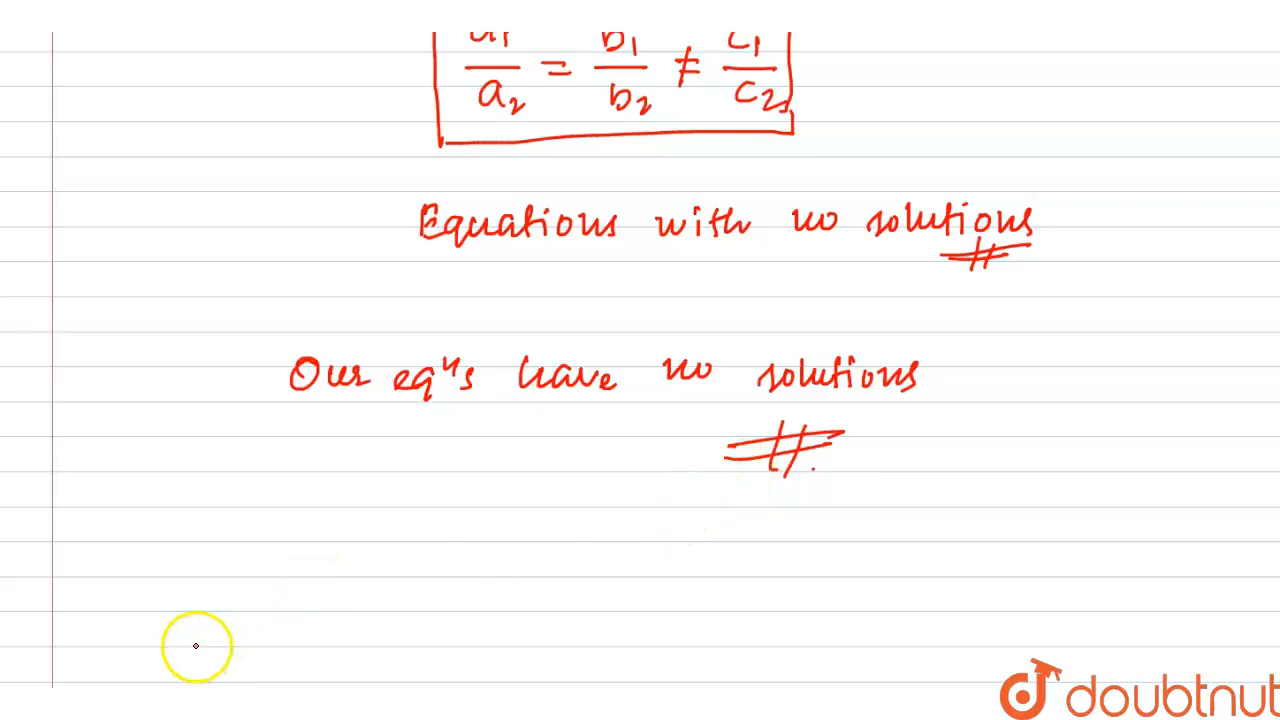 a1/a2 = b1/b2 ≠ c1/c2
Equations with no solutions
Our eqⁿs have no solutions
doubtnut